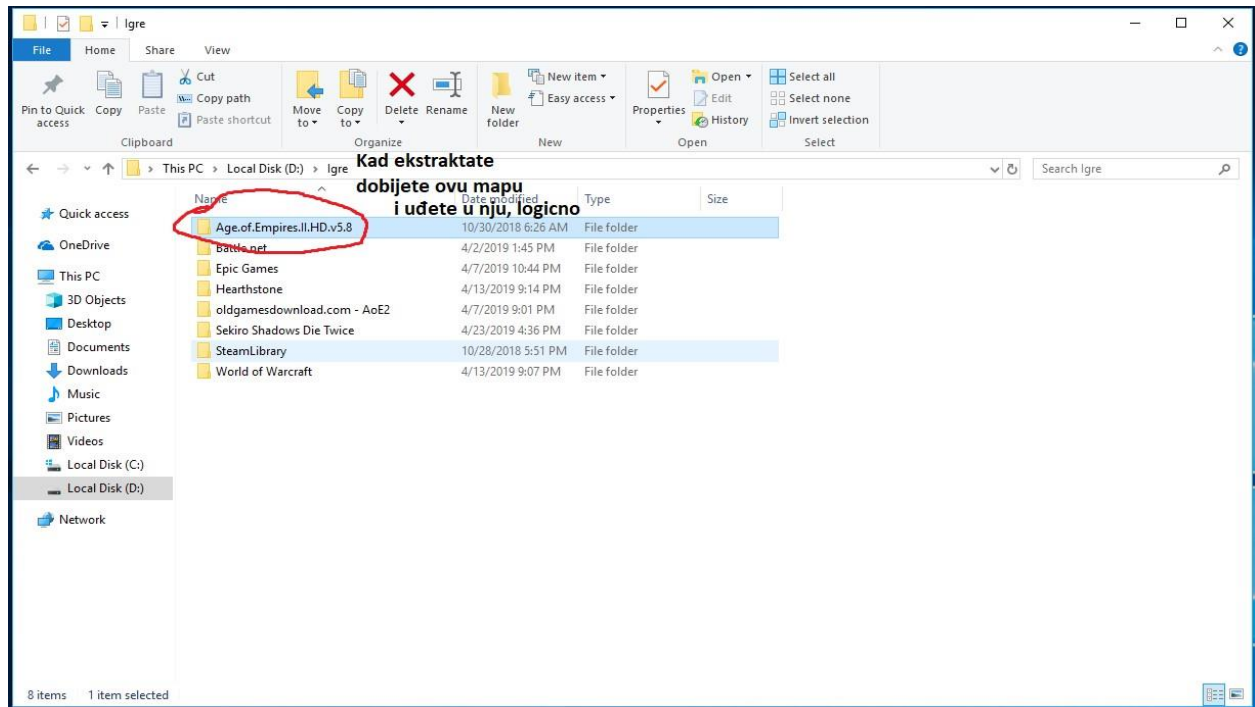 Igre
File Home Share View
Pin to Quick access
Copy
Paste
Cut
Copy path
Paste shortcut
Move to
Copy to
Delete
Rename
New folder
New item
Easy access
Properties
Open
Edit
History
Select all
Select none
Invert selection
Clipboard Organize New Open Select
This PC > Local Disk (D:) > Igre
Search Igre
Kad ekstraktate
dobijete ovu mapu
i uđete u nju, logicno
Quick access
OneDrive
This PC
3D Objects
Desktop
Documents
Downloads
Music
Pictures
Videos
Local Disk (C:)
Local Disk (D:)
Network
Name Date modified Type Size
Age.of.Empires.II.HD.v5.8 10/30/2018 6:26 AM File folder
Battle.net 4/2/2019 1:45 PM File folder
Epic Games 4/7/2019 10:44 PM File folder
Hearthstone 4/13/2019 9:14 PM File folder
oldgamesdownload.com - AoE2 4/7/2019 9:01 PM File folder
Sekiro Shadows Die Twice 4/23/2019 4:36 PM File folder
SteamLibrary 10/28/2018 5:51 PM File folder
World of Warcraft 4/13/2019 9:07 PM File folder
8 items 1 item selected